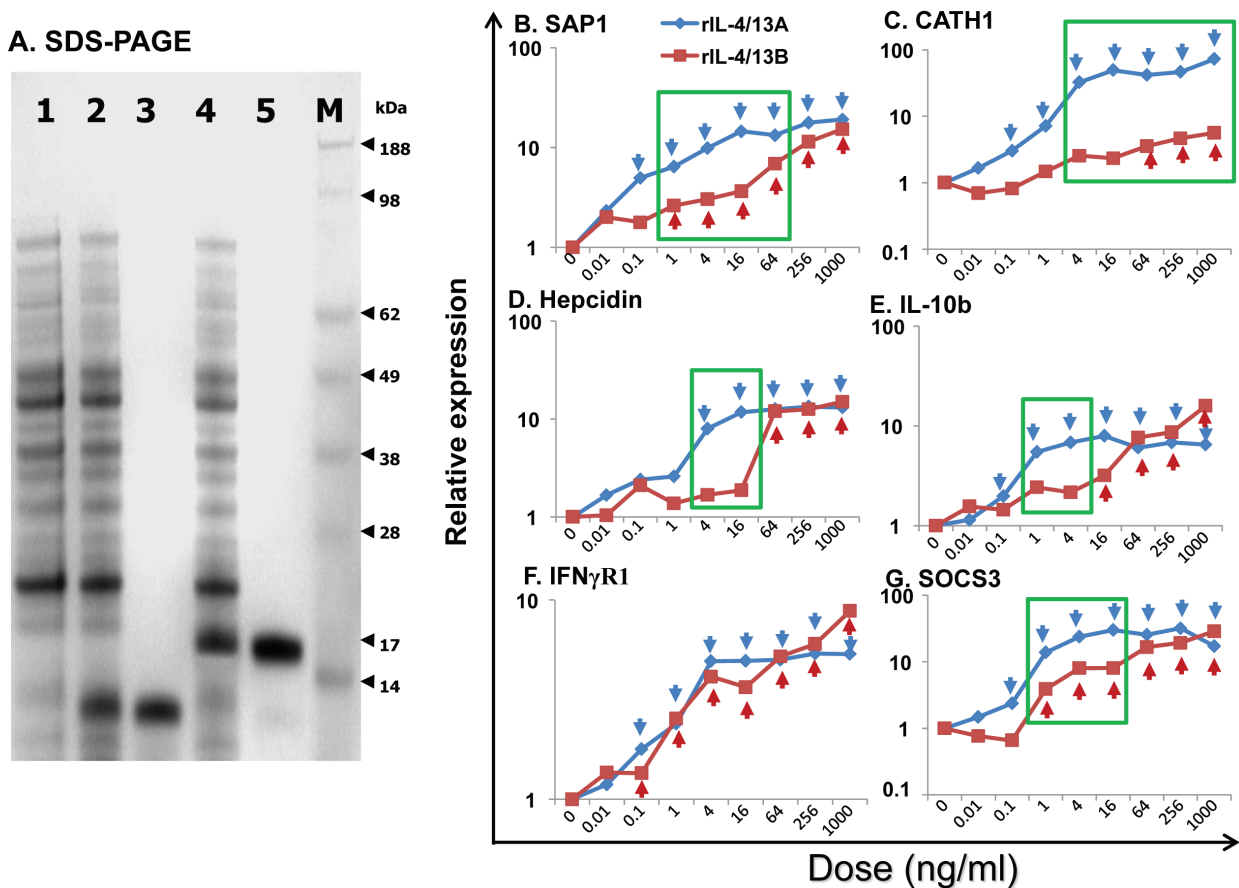 A. SDS-PAGE
1 2 3 4 5 M kDa
188
98
62
49
38
28
17
14
Relative expression
B. SAP1
rIL-4/13A
rIL-4/13B
100
10
1
0 0.01 0.1 1 4 16 64 256 1000
C. CATH1
100
10
1
0.1
0 0.01 0.1 1 4 16 64 256 1000
D. Hepcidin
100
10
1
0 0.01 0.1 1 4 16 64 256 1000
E. IL-10b
100
10
1
0 0.01 0.1 1 4 16 64 256 1000
F. IFNγR1
10
1
0 0.01 0.1 1 4 16 64 256 1000
G. SOCS3
100
10
1
0.1
0 0.01 0.1 1 4 16 64 256 1000
Dose (ng/ml)